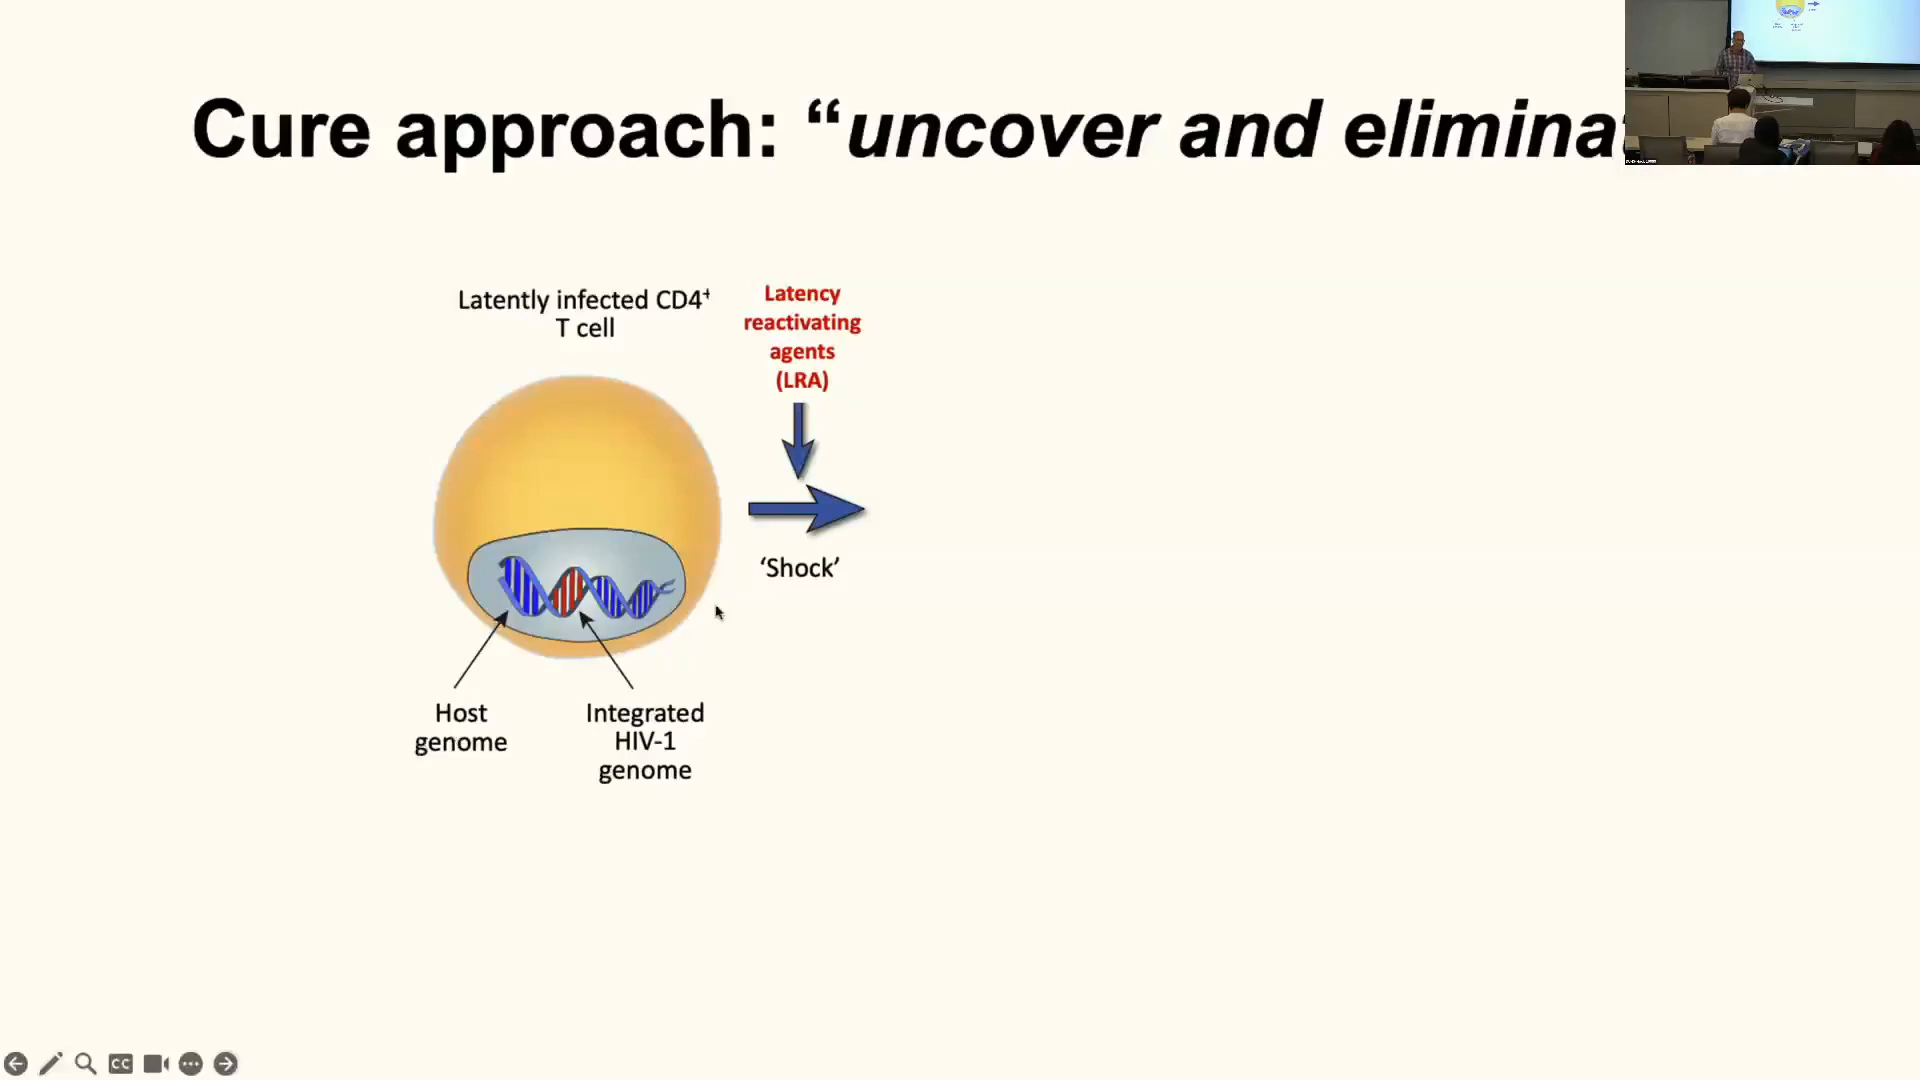 Cure approach: “uncover and elimina
Latently infected CD4+
T cell
Latency
reactivating
agents
(LRA)
‘Shock’
Host
genome
Integrated
HIV-1
genome
CC